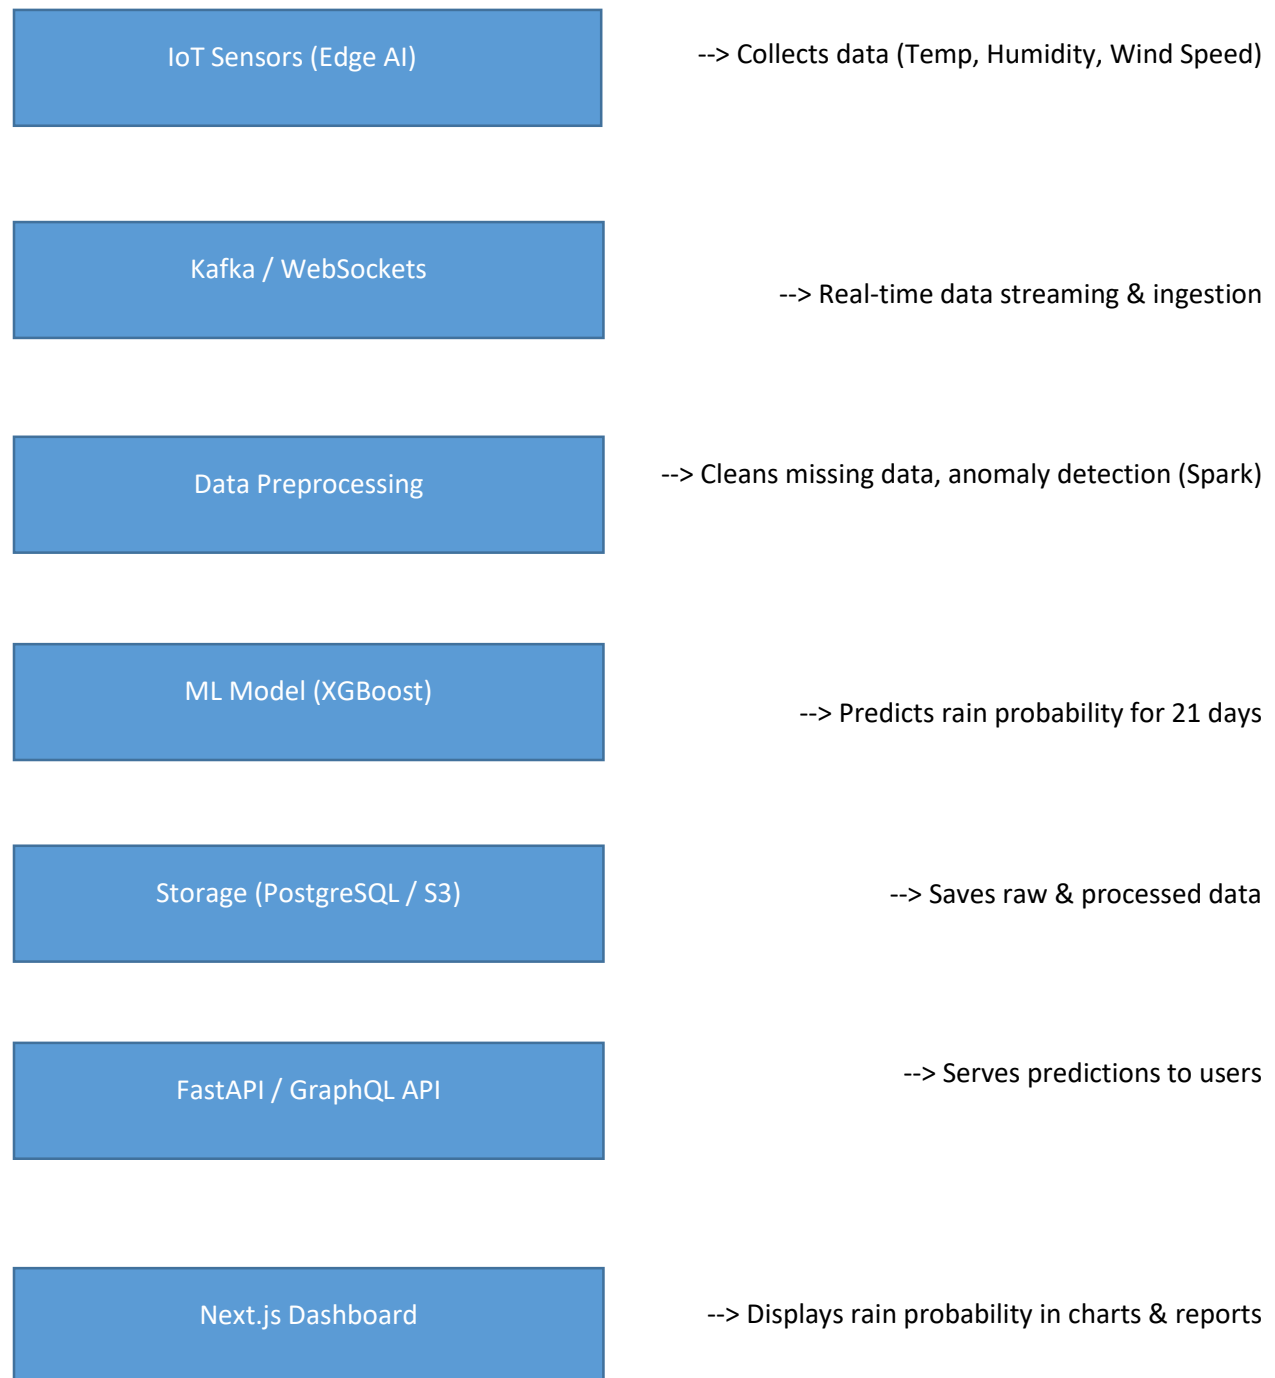 IoT Sensors (Edge AI)
--> Collects data (Temp, Humidity, Wind Speed)
Kafka / WebSockets
--> Real-time data streaming & ingestion
Data Preprocessing
--> Cleans missing data, anomaly detection (Spark)
ML Model (XGBoost)
--> Predicts rain probability for 21 days
Storage (PostgreSQL / S3)
--> Saves raw & processed data
FastAPI / GraphQL API
--> Serves predictions to users
Next.js Dashboard
--> Displays rain probability in charts & reports